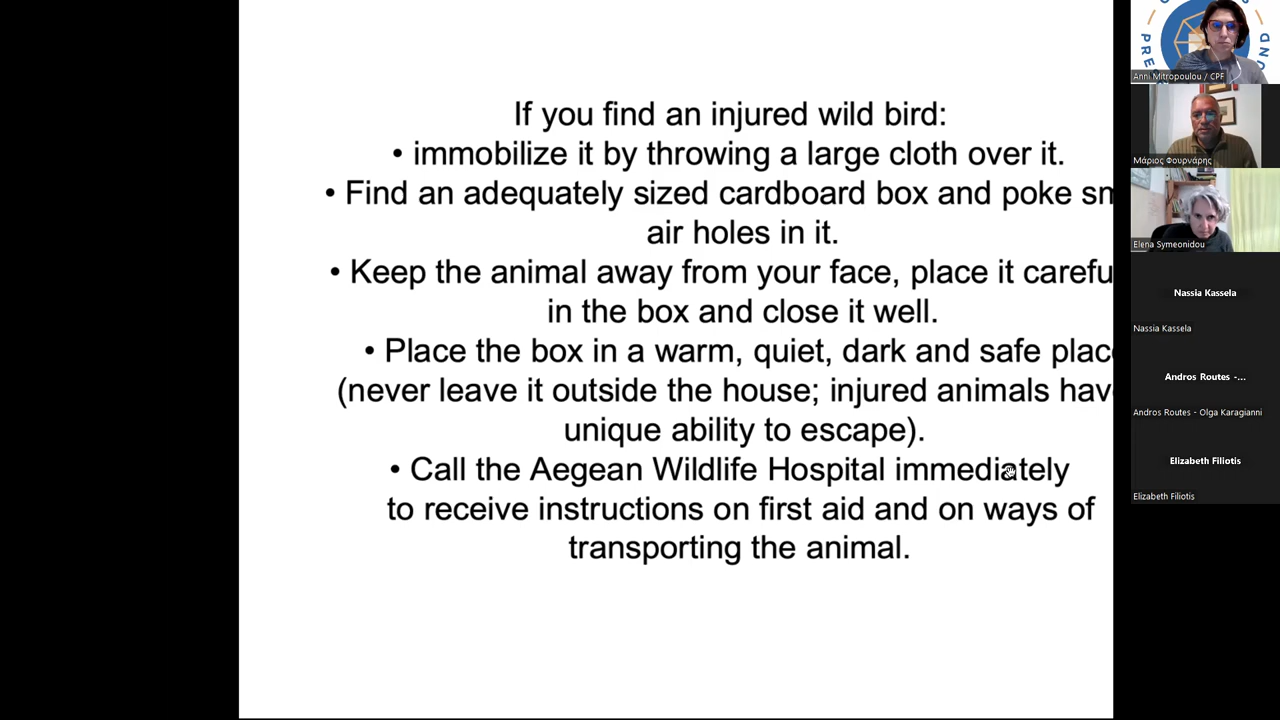 If you find an injured wild bird:
• immobilize it by throwing a large cloth over it.
• Find an adequately sized cardboard box and poke sm
air holes in it.
• Keep the animal away from your face, place it carefu
in the box and close it well.
• Place the box in a warm, quiet, dark and safe plac
(never leave it outside the house; injured animals hav
unique ability to escape).
• Call the Aegean Wildlife Hospital immediately
to receive instructions on first aid and on ways of
transporting the animal.
Anni Mitropoulou / CPF
Μάριος Φουρνάρης
Elena Symeonidou
Nassia Kassela
Nassia Kassela
Andros Routes -...
Andros Routes - Olga Karagianni
Elizabeth Filiotis
Elizabeth Filiotis